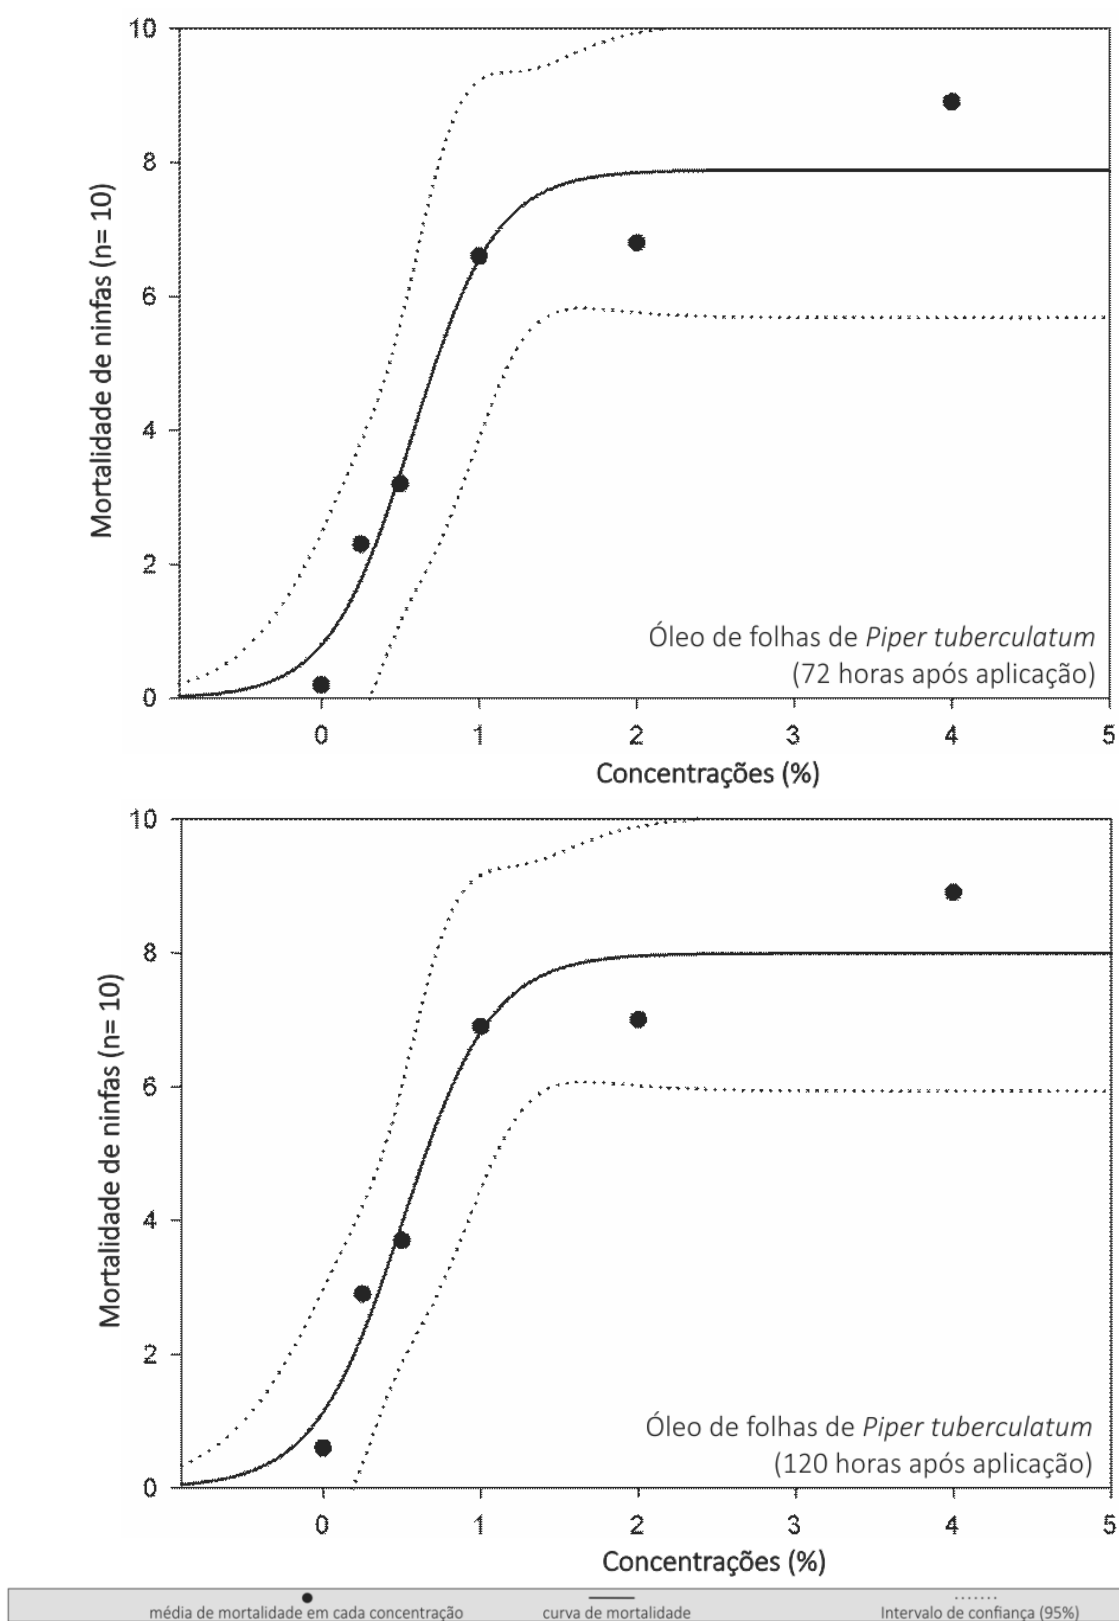 10
8
6
4
2
0
Mortalidade de ninfas (n= 10)
Óleo de folhas de Piper tuberculatum
(72 horas após aplicação)
0 1 2 3 4 5
Concentrações (%)
10
8
6
4
2
0
Mortalidade de ninfas (n= 10)
Óleo de folhas de Piper tuberculatum
(120 horas após aplicação)
0 1 2 3 4 5
Concentrações (%)
média de mortalidade em cada concentração curva de mortalidade Intervalo de confiança (95%)